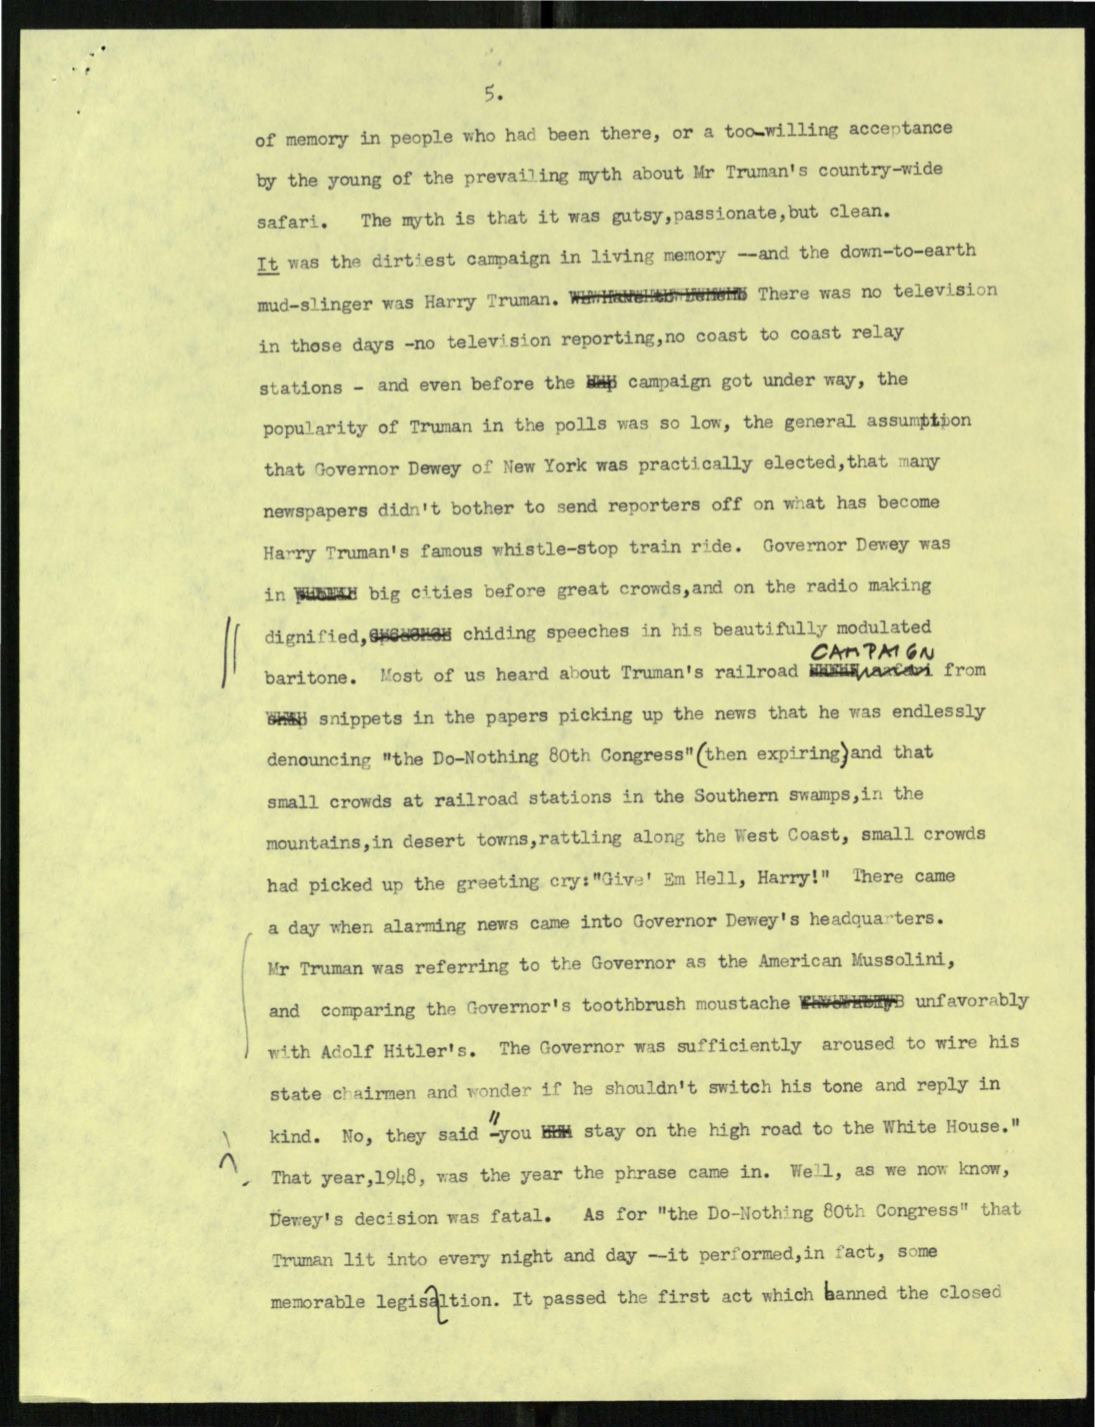 5.
of memory in people who had been there, or a too-willing acceptance
by the young of the prevailing myth about Mr Truman's country-wide
safari. The myth is that it was gutsy,passionate,but clean.
It was the dirtiest campaign in living memory --and the down-to-earth
mud-slinger was Harry Truman. There was no television
in those days -no television reporting,no coast to coast relay
stations - and even before the campaign got under way, the
popularity of Truman in the polls was so low, the general assumption
that Governor Dewey of New York was practically elected,that many
newspapers didn't bother to send reporters off on what has become
Harry Truman's famous whistle-stop train ride. Governor Dewey was
in big cities before great crowds,and on the radio making
dignified, chiding speeches in his beautifully modulated
CAMPAIGN
baritone. Most of us heard about Truman's railroad safari from
snippets in the papers picking up the news that he was endlessly
denouncing "the Do-Nothing 80th Congress"(then expiring)and that
small crowds at railroad stations in the Southern swamps,in the
mountains,in desert towns,rattling along the West Coast, small crowds
had picked up the greeting cry:"Give' Em Hell, Harry!" There came
a day when alarming news came into Governor Dewey's headquarters.
Mr Truman was referring to the Governor as the American Mussolini,
and comparing the Governor's toothbrush moustache unfavorably
with Adolf Hitler's. The Governor was sufficiently aroused to wire his
state chairmen and wonder if he shouldn't switch his tone and reply in
kind. No, they said "-you stay on the high road to the White House."
That year,1948, was the year the phrase came in. Well, as we now know,
Dewey's decision was fatal. As for "the Do-Nothing 80th Congress" that
Truman lit into every night and day --it performed,in fact, some
memorable legisaltion. It passed the first act which banned the closed